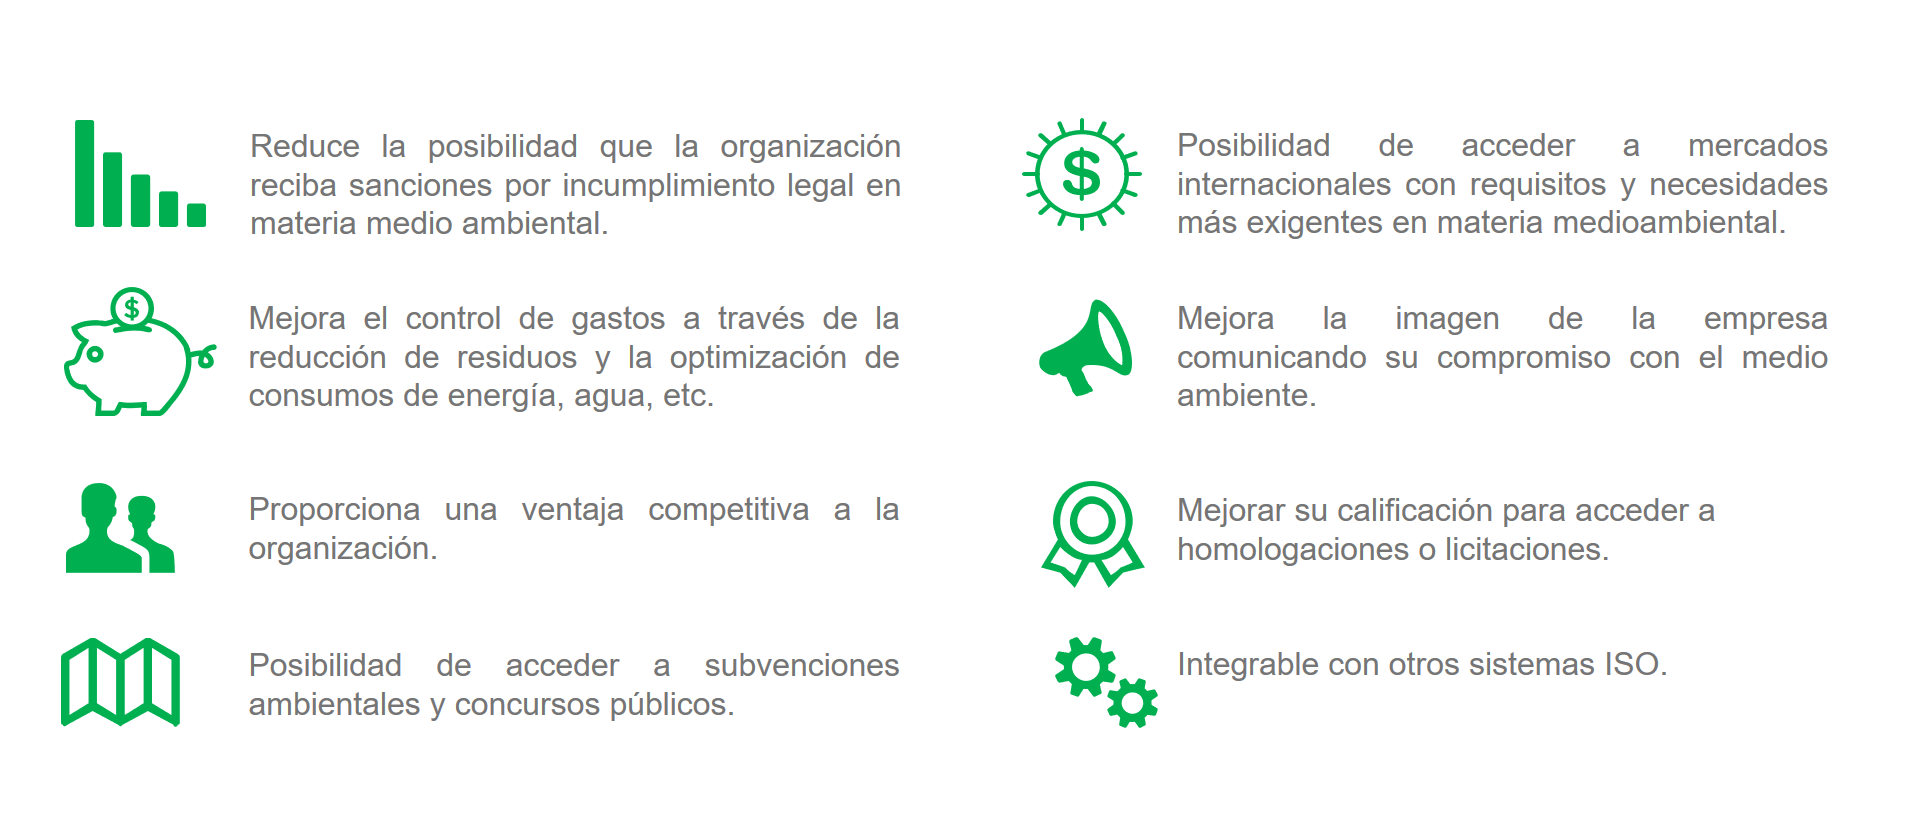 Reduce la posibilidad que la organización
reciba sanciones por incumplimiento legal en
materia medio ambiental.
$
Mejora el control de gastos a través de la
reducción de residuos y la optimización de
consumos de energía, agua, etc.
Proporciona una ventaja competitiva a la
organización.
Posibilidad de acceder a subvenciones
ambientales y concursos públicos.
$
Posibilidad de acceder a mercados
internacionales con requisitos y necesidades
más exigentes en materia medioambiental.
Mejora la imagen de la empresa
comunicando su compromiso con el medio
ambiente.
Mejorar su calificación para acceder a
homologaciones o licitaciones.
Integrable con otros sistemas ISO.